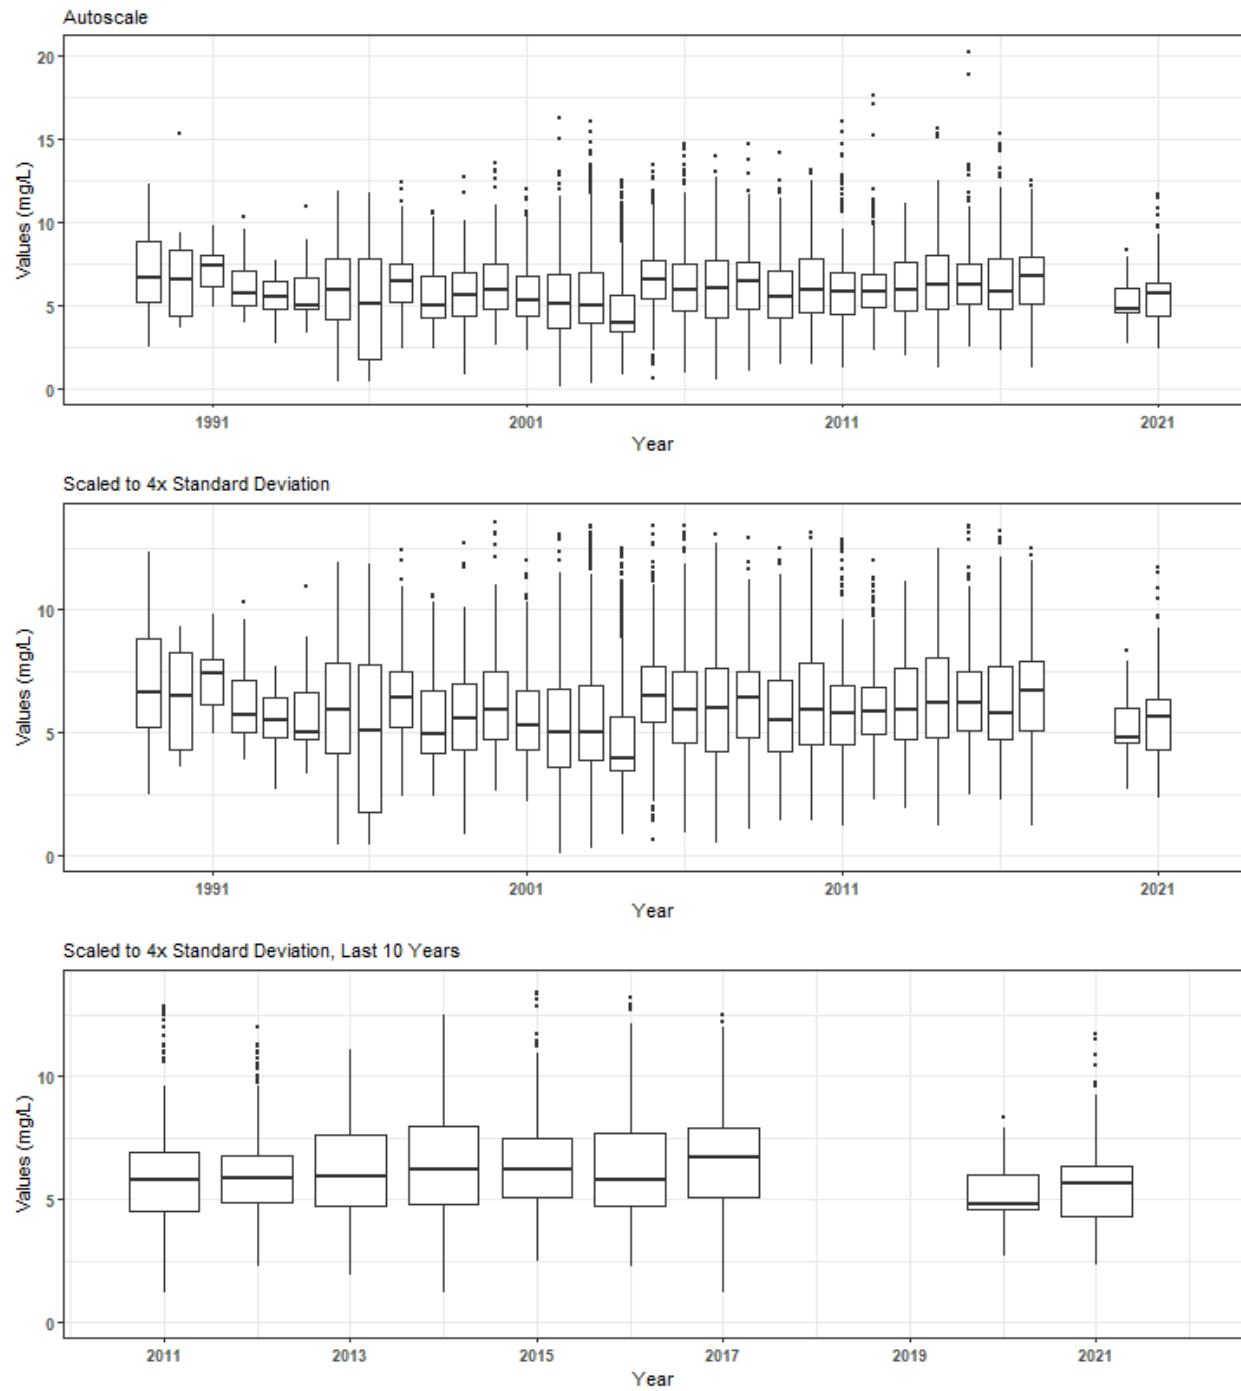 Autoscale
20
15
10
5
0
Values (mg/L)
1991 2001 2011 2021
Year
Scaled to 4x Standard Deviation
10
5
0
Values (mg/L)
1991 2001 2011 2021
Year
Scaled to 4x Standard Deviation, Last 10 Years
10
5
0
Values (mg/L)
2011 2013 2015 2017 2019 2021
Year